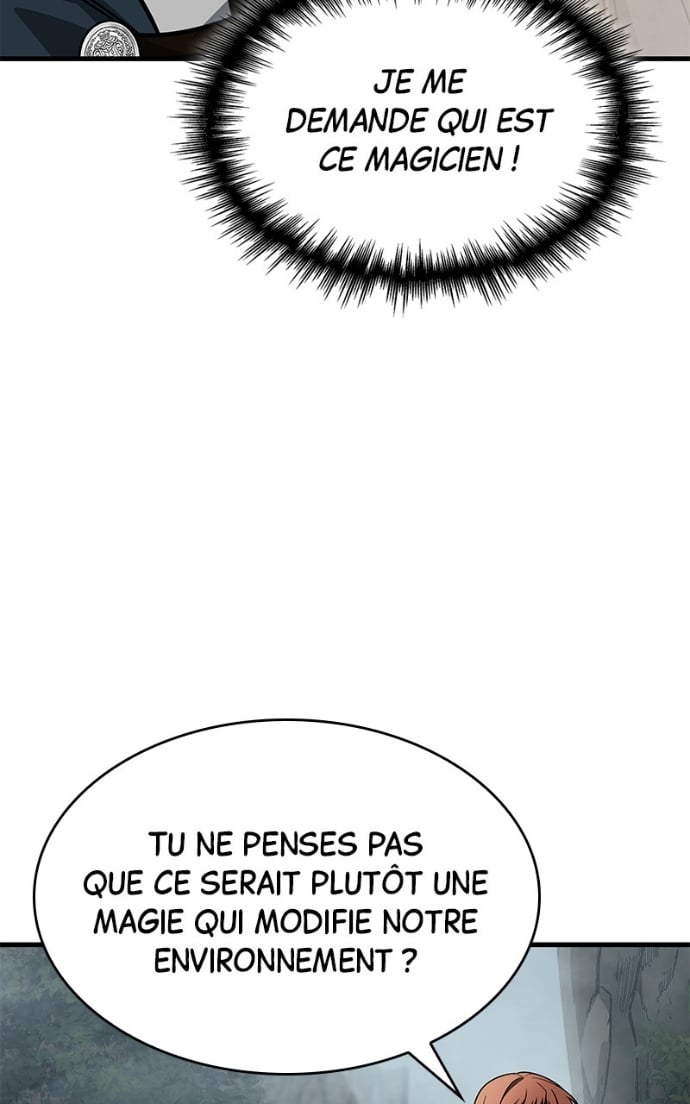 JE ME
DEMANDE QUI EST
CE MAGICIEN !
TU NE PENSES PAS
QUE CE SERAIT PLUTÔT UNE
MAGIE QUI MODIFIE NOTRE
ENVIRONNEMENT ?